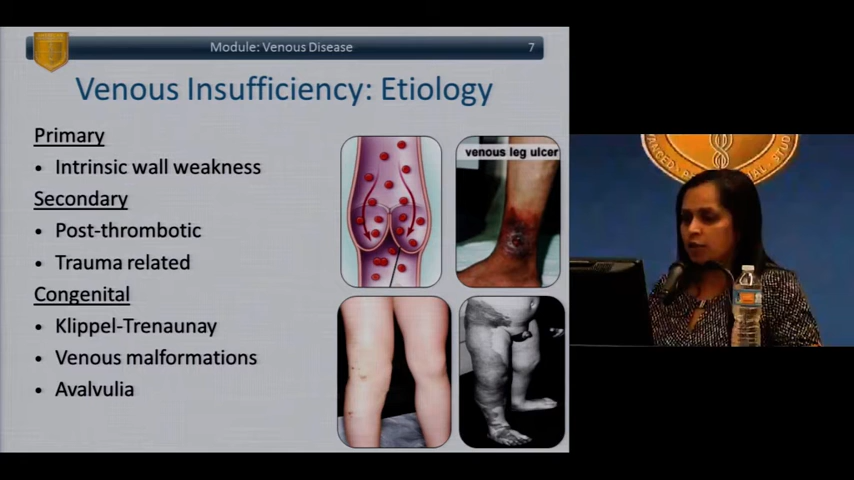 Module: Venous Disease 7
Venous Insufficiency: Etiology
Primary
• Intrinsic wall weakness
Secondary
• Post-thrombotic
• Trauma related
Congenital
• Klippel-Trenaunay
• Venous malformations
• Avalvulia
venous leg ulcer